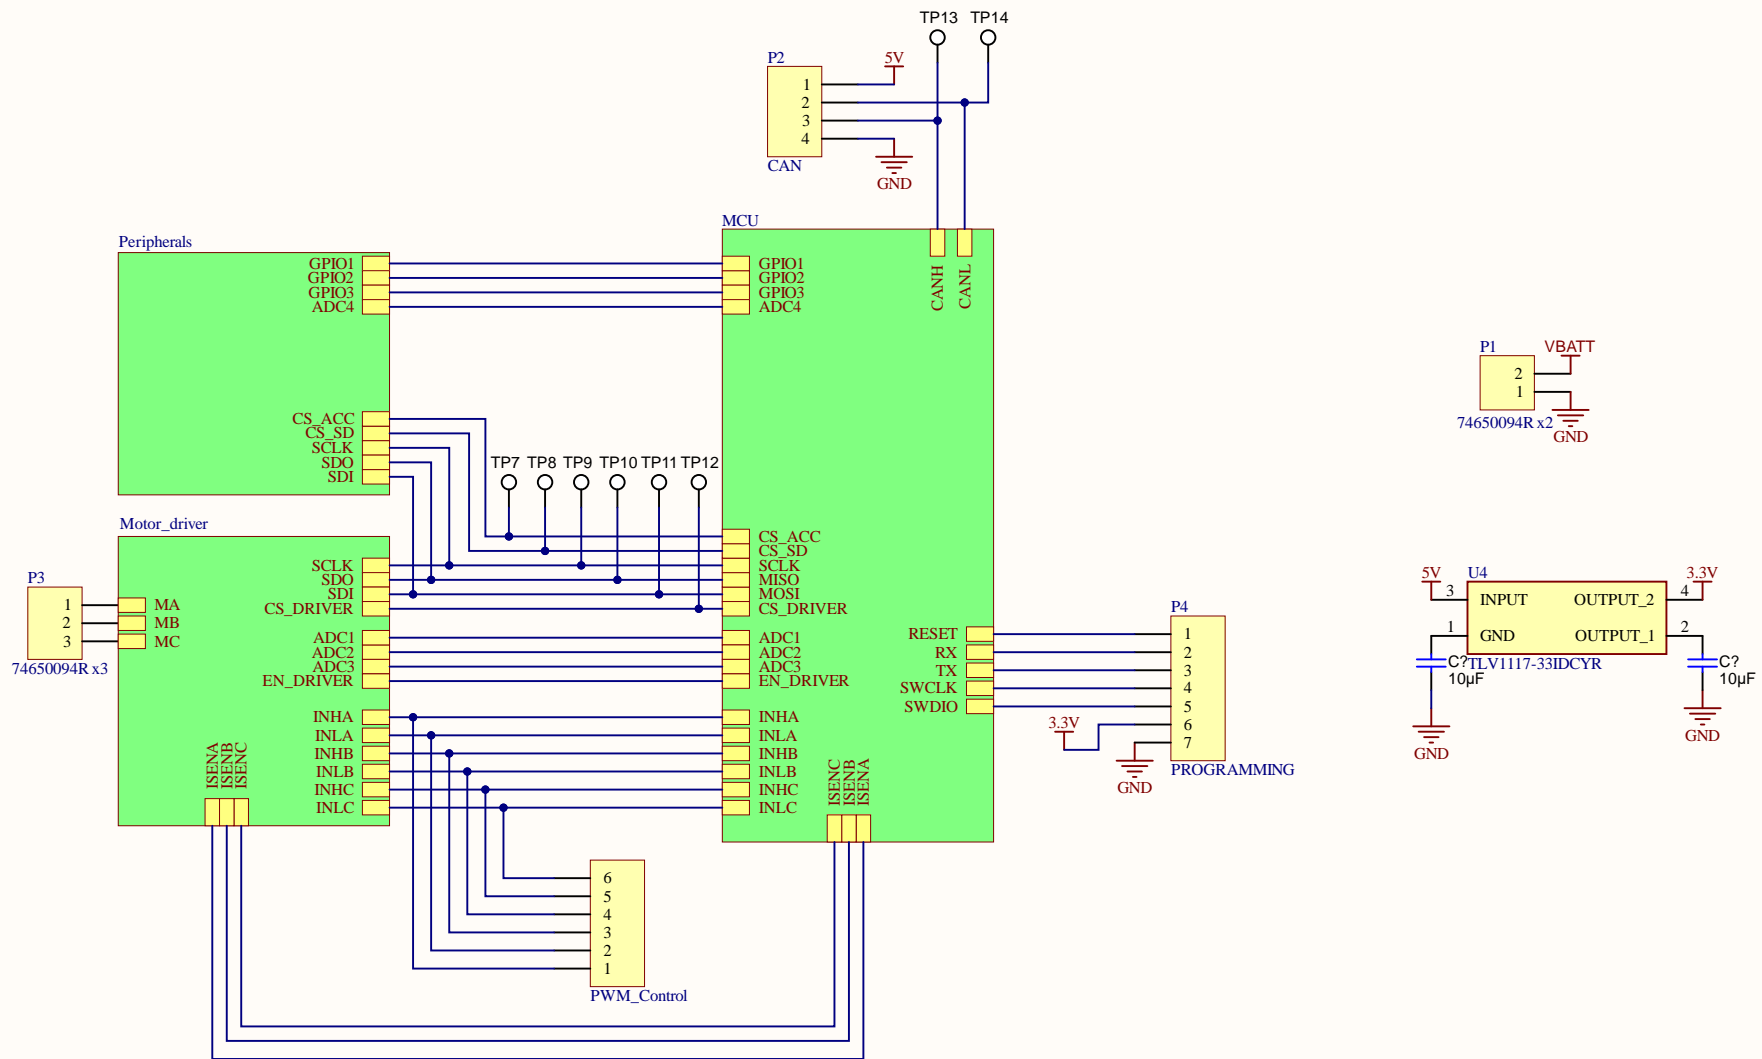 TP13 TP14
P2
5V
1
2
3
4
CAN
GND
MCU
CANH
CANL
Peripherals
GPIO1
GPIO2
GPIO3
ADC4
CS_ACC
CS_SD
SCLK
SDO
SDI
GPIO1
GPIO2
GPIO3
ADC4
TP7 TP8 TP9 TP10 TP11 TP12
CS_ACC
CS_SD
SCLK
MISO
MOSI
CS_DRIVER
ADC1
ADC2
ADC3
EN_DRIVER
INHA
INLA
INHB
INLB
INHC
INLC
ISENC
ISENB
ISENA
RESET
RX
TX
SWCLK
SWDIO
Motor_driver
SCLK
SDO
SDI
CS_DRIVER
ADC1
ADC2
ADC3
EN_DRIVER
INHA
INLA
INHB
INLB
INHC
INLC
MA
MB
MC
ISENA
ISENB
ISENC
P3
1
2
3
74650094R x3
6
5
4
3
2
1
PWM_Control
P4
1
2
3
4
5
6
7
PROGRAMMING
3.3V
GND
P1
VBATT
2
1
74650094R x2
GND
U4
5V
3.3V
3 INPUT OUTPUT_2 4
1 GND OUTPUT_1 2
TLV1117-33IDCYR
C?
10µF
GND
C?
10µF
GND